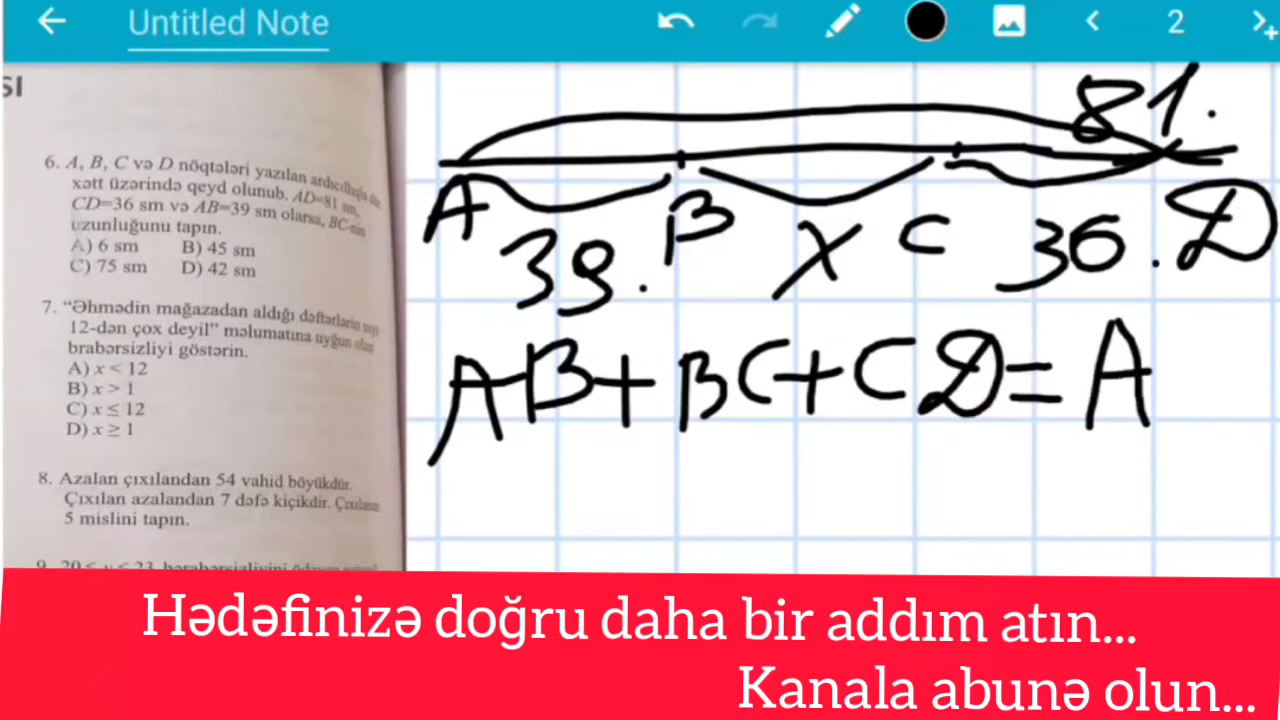 Untitled Note
2
SI
6. A, B, C və D nöqtələri yazılan ardıcıllıqla düz
xətt üzərində qeyd olunub. AD=81 sm,
CD=36 sm və AB=39 sm olarsa, BC-nin
uzunluğunu tapın.
A) 6 sm B) 45 sm
C) 75 sm D) 42 sm
7. “Əhmədin mağazadan aldığı dəftərlərin sayı
12-dən çox deyil” məlumatına uyğun olan
brabərsizliyi göstərin.
A) x < 12
B) x > 1
C) x ≤ 12
D) x ≥ 1
8. Azalan çıxılandan 54 vahid böyükdür.
Çıxılan azalandan 7 dəfə kiçikdir. Çıxılanın
5 mislini tapın.
81.
A B C D
39. x 36.
AB+BC+CD=A
Hədəfinizə doğru daha bir addım atın...
Kanala abunə olun...